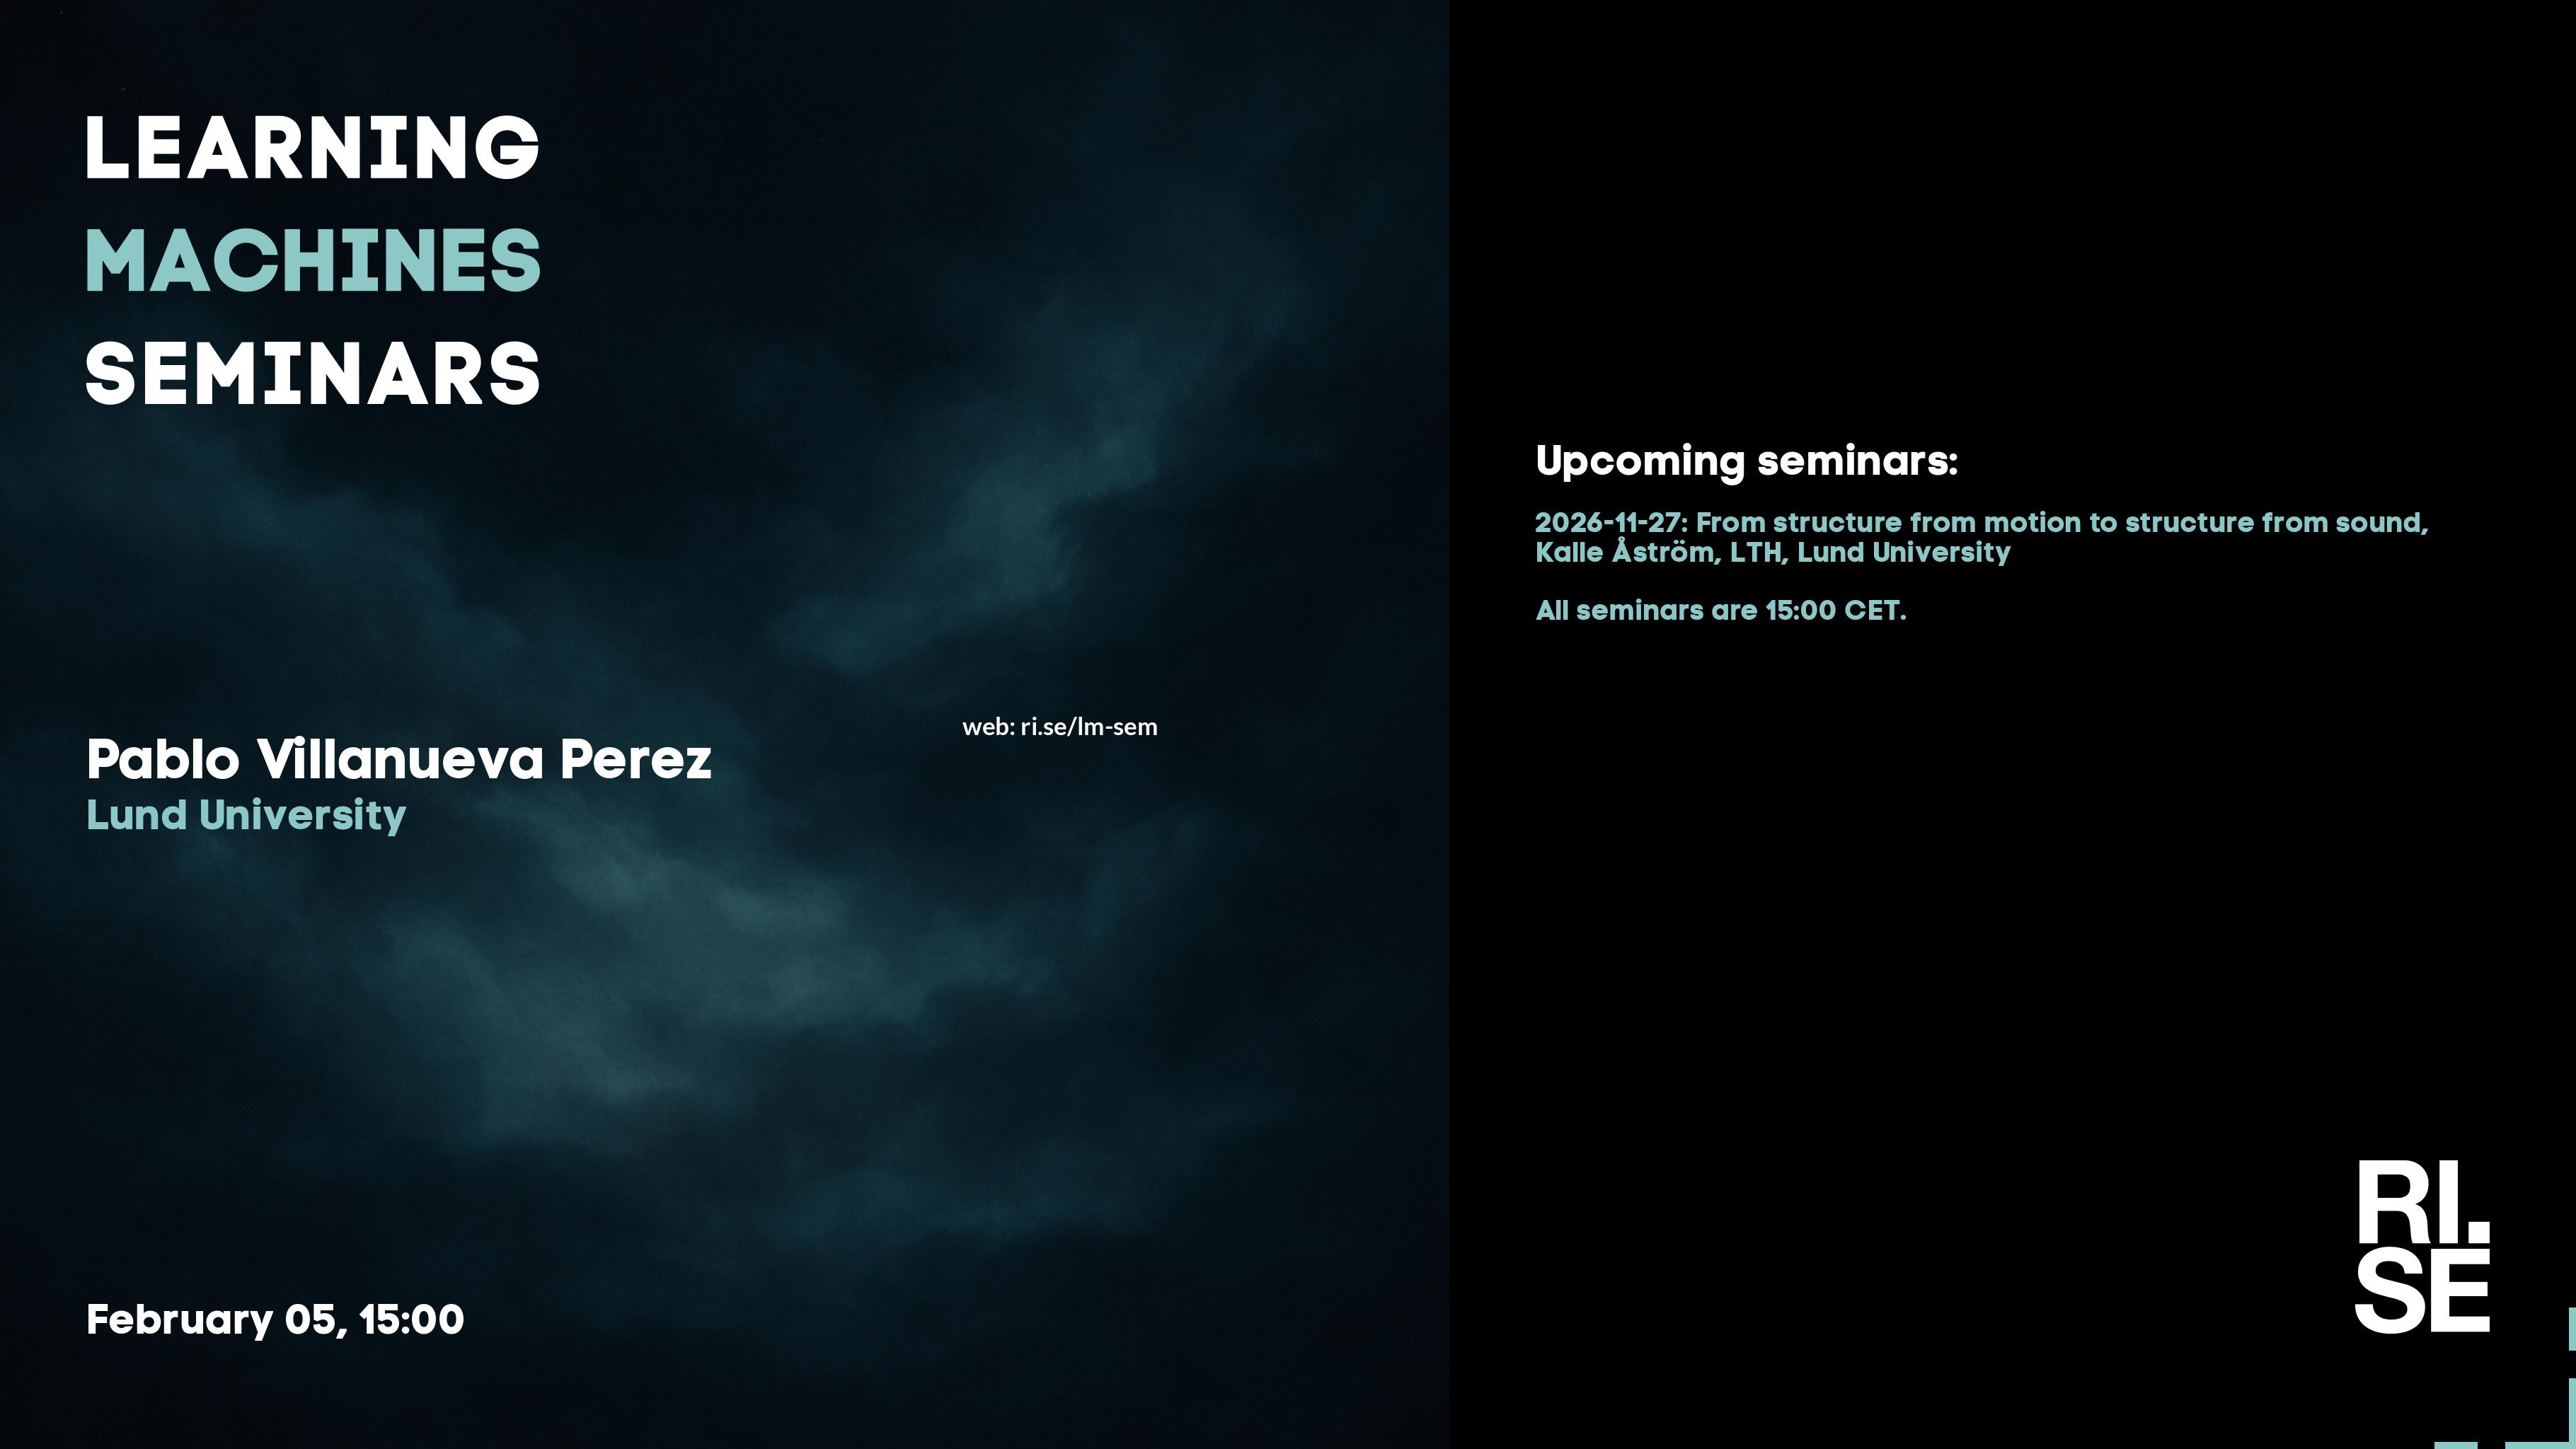 LEARNING
MACHINES
SEMINARS
Pablo Villanueva Perez
Lund University
web: ri.se/lm-sem
February 05, 15:00
Upcoming seminars:
2026-11-27: From structure from motion to structure from sound,
Kalle Åström, LTH, Lund University
All seminars are 15:00 CET.
RI.
SE